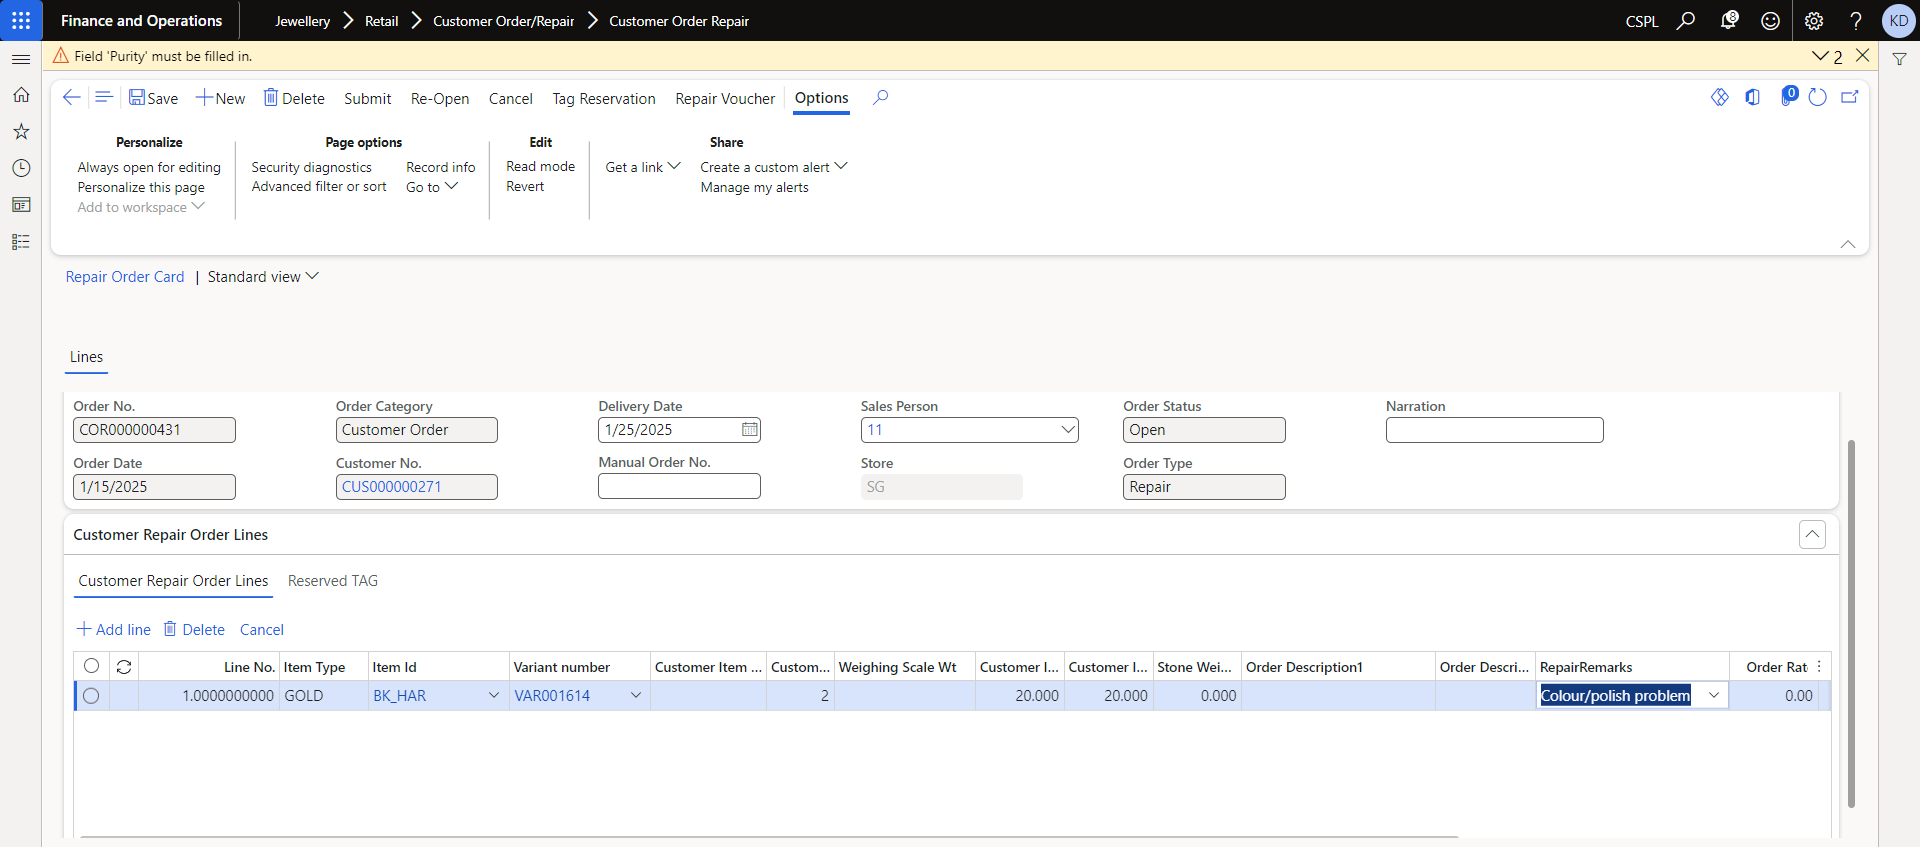 Finance and Operations Jewellery Retail Customer Order/Repair Customer Order Repair CSPL 8 ? KD
Field 'Purity' must be filled in. 2
Save New Delete Submit Re-Open Cancel Tag Reservation Repair Voucher Options 0
Personalize Page options Edit Share
Always open for editing Security diagnostics Record info Read mode Get a link Create a custom alert
Personalize this page Advanced filter or sort Go to Revert Manage my alerts
Add to workspace
Repair Order Card | Standard view
Lines
Order No. Order Category Delivery Date Sales Person Order Status Narration
COR000000431 Customer Order 1/25/2025 11 Open
Order Date Customer No. Manual Order No. Store Order Type
1/15/2025 CUS000000271 SG Repair
Customer Repair Order Lines
Customer Repair Order Lines Reserved TAG
Add line Delete Cancel
Line No. Item Type Item Id Variant number Customer Item ... Custom... Weighing Scale Wt Customer I... Customer I... Stone Wei... Order Description1 Order Descri... RepairRemarks Order Rat
1.0000000000 GOLD BK_HAR VAR001614 2 20.000 20.000 0.000 Colour/polish problem 0.00